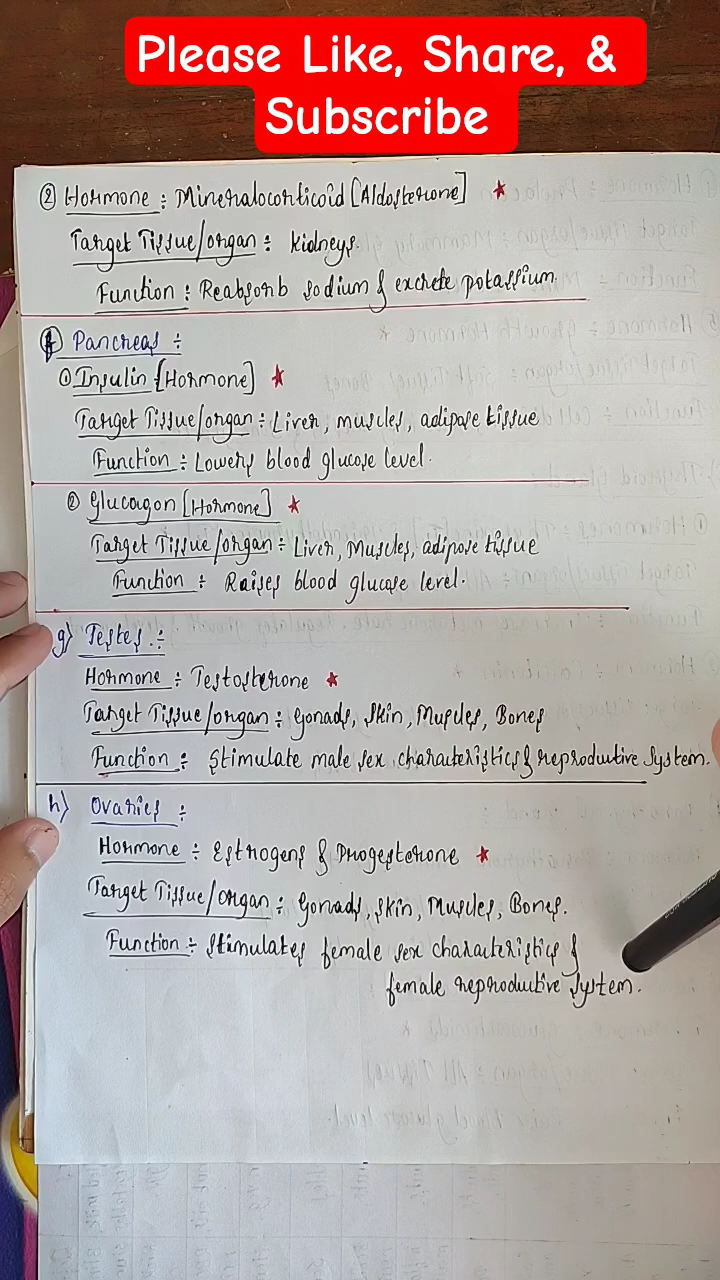 Please Like, Share, &
Subscribe
② Hormone : Mineralocorticoid [Aldosterone] ★
Target Tissue/organ : kidneys.
Function : Reabsorb sodium & excrete potassium.
f) Pancreas :
① Insulin [Hormone] ★
Target Tissue/organ : Liver, muscles, adipose tissue
Function : Lowers blood glucose level.
② Glucagon [Hormone] ★
Target Tissue/organ : Liver, Muscles, adipose tissue
Function : Raises blood glucose level.
g) Testes :
Hormone : Testosterone ★
Target Tissue/organ : Gonads, Skin, Muscles, Bones
Function : Stimulate male sex characteristics & reproductive system.
h) Ovaries :
Hormone : Estrogens & Progesterone ★
Target Tissue/organ : Gonads, Skin, Muscles, Bones.
Function : Stimulates female sex characteristics &
female reproductive system.